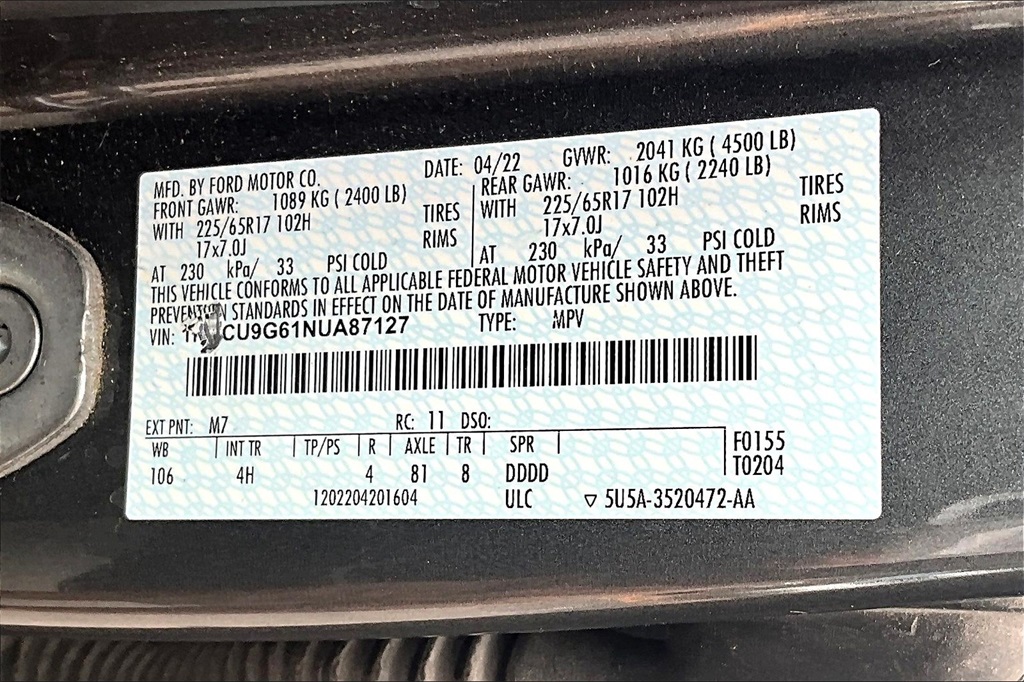 MFD. BY FORD MOTOR CO. DATE: 04/22 GVWR: 2041 KG ( 4500 LB)
FRONT GAWR: 1089 KG ( 2400 LB) REAR GAWR: 1016 KG ( 2240 LB)
WITH 225/65R17 102H TIRES WITH 225/65R17 102H TIRES
17x7.0J RIMS 17x7.0J RIMS
AT 230 kPa/ 33 PSI COLD AT 230 kPa/ 33 PSI COLD
THIS VEHICLE CONFORMS TO ALL APPLICABLE FEDERAL MOTOR VEHICLE SAFETY AND THEFT
PREVENTION STANDARDS IN EFFECT ON THE DATE OF MANUFACTURE SHOWN ABOVE.
VIN: CU9G61NUA87127 TYPE: MPV
EXT PNT: M7 RC: 11 DSO:
WB INT TR TP/PS R AXLE TR SPR F0155
106 4H 4 81 8 DDDD T0204
1202204201604 ULC ▽ 5U5A-3520472-AA